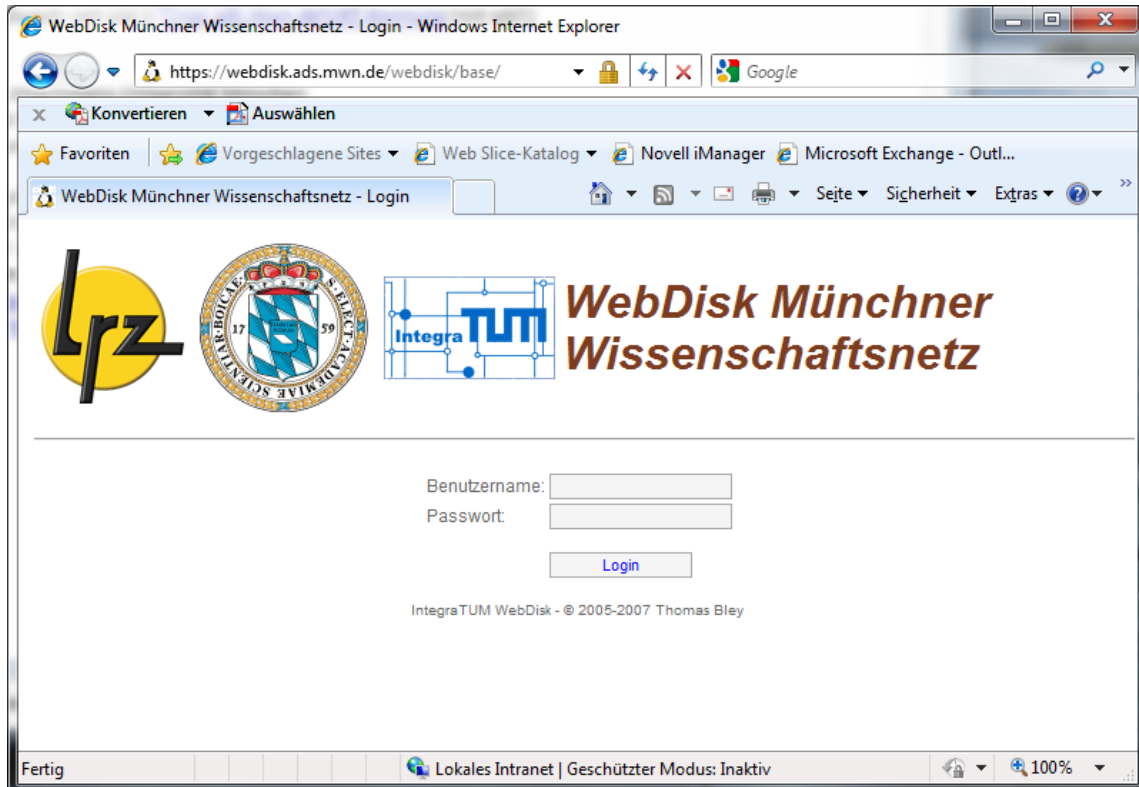 WebDisk Münchner Wissenschaftsnetz - Login - Windows Internet Explorer
https://webdisk.ads.mwn.de/webdisk/base/
Google
x Konvertieren Auswählen
Favoriten Vorgeschlagene Sites Web Slice-Katalog Novell iManager Microsoft Exchange - Outl...
WebDisk Münchner Wissenschaftsnetz - Login
Seite Sicherheit Extras »
lrz
SIGILL
17 59
Integra TUM
WebDisk Münchner
Wissenschaftsnetz
Benutzername:
Passwort:
Login
IntegraTUM WebDisk - © 2005-2007 Thomas Bley
Fertig
Lokales Intranet | Geschützter Modus: Inaktiv
100%